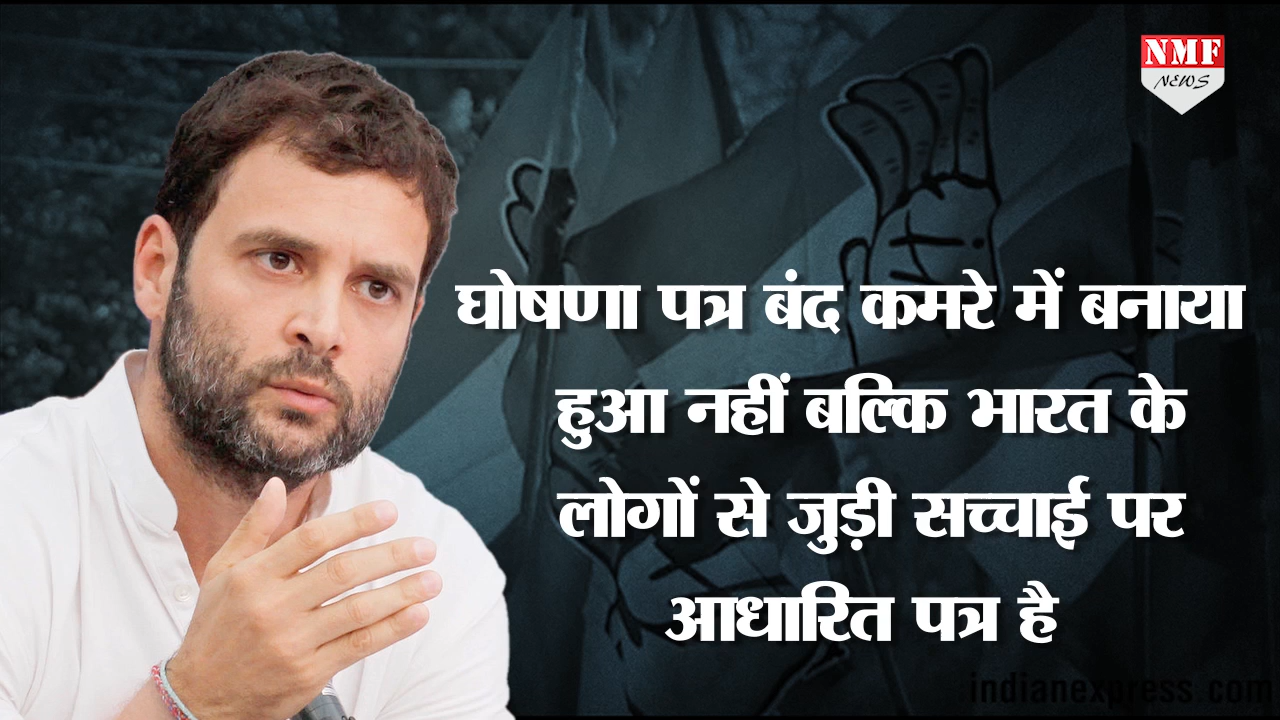 NMF
NEWS
घोषणा पत्र बंद कमरे में बनाया
हुआ नहीं बल्कि भारत के
लोगों से जुड़ी सच्चाई पर
आधारित पत्र है
indianexpress.com